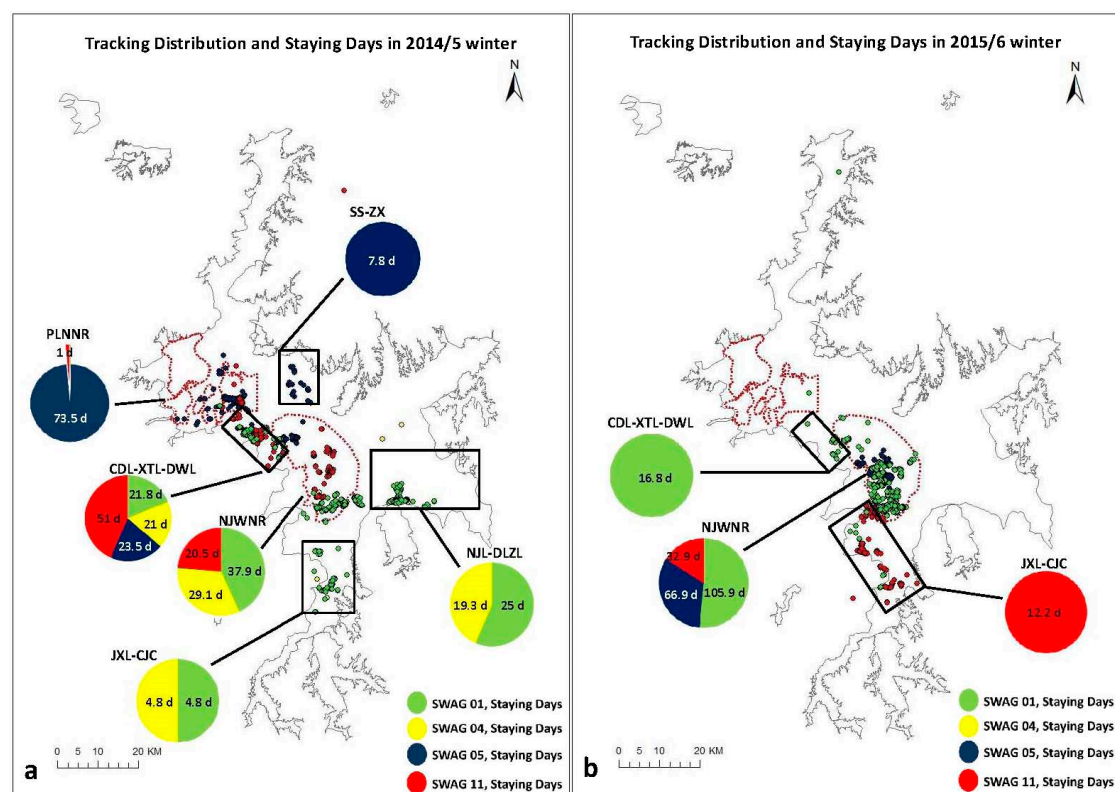 Tracking Distribution and Staying Days in 2014/5 winter
N
SS-ZX
7.8 d
PLNNR
1 d
73.5 d
CDL-XTL-DWL
21.8 d
51 d
21 d
23.5 d
NJWNR
20.5 d
37.9 d
29.1 d
NJL-DLZL
19.3 d
25 d
JXL-CJC
4.8 d
4.8 d
SWAG 01, Staying Days
SWAG 04, Staying Days
SWAG 05, Staying Days
SWAG 11, Staying Days
0 5 10 20 KM
a
Tracking Distribution and Staying Days in 2015/6 winter
N
CDL-XTL-DWL
16.8 d
NJWNR
32.9 d
66.9 d
105.9 d
JXL-CJC
12.2 d
SWAG 01, Staying Days
SWAG 04, Staying Days
SWAG 05, Staying Days
SWAG 11, Staying Days
0 5 10 20 KM
b